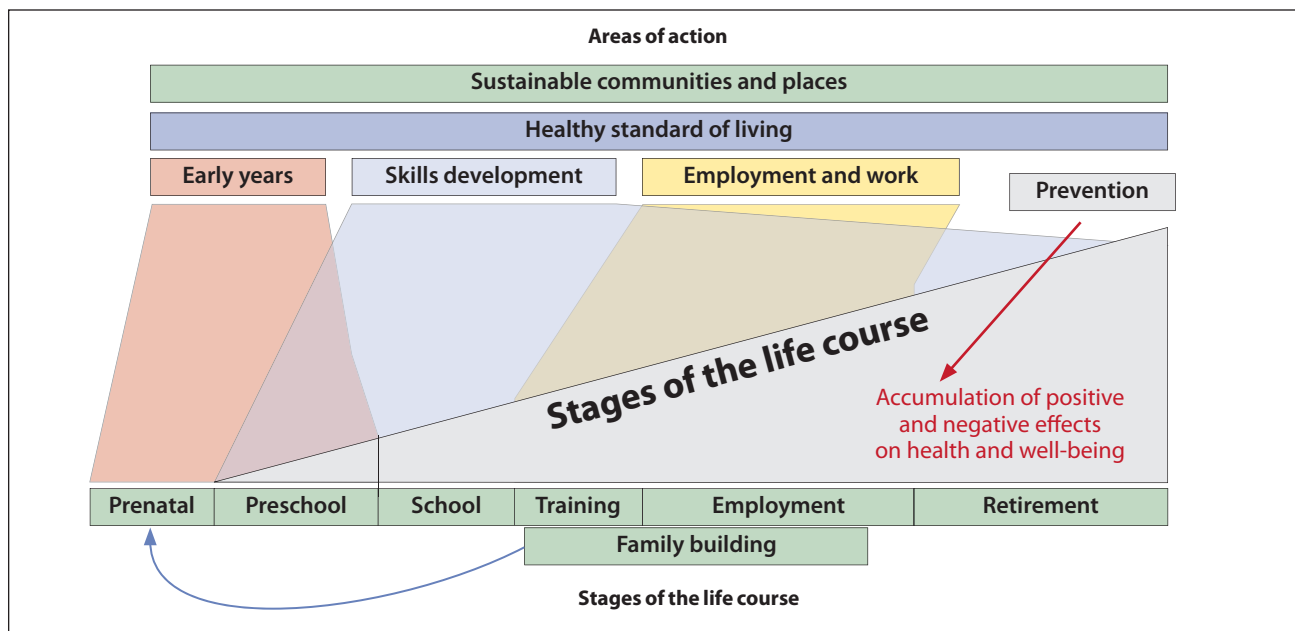 Areas of action
Sustainable communities and places
Healthy standard of living
Early years
Skills development
Employment and work
Prevention
Stages of the life course
Accumulation of positive
and negative effects
on health and well-being
Prenatal
Preschool
School
Training
Employment
Retirement
Family building
Stages of the life course